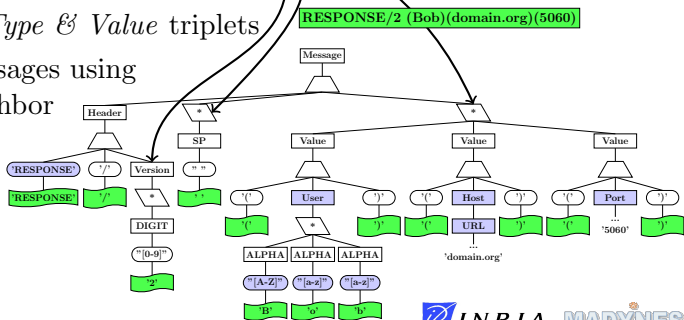 Type & Value triplets
sages using
hbor
RESPONSE/2 (Bob)(domain.org)(5060)
Message
Header
*
*
SP
Value
Value
Value
'RESPONSE'
'/'
Version
" "
'RESPONSE'
'/'
*
' '
'('
User
')'
'('
Host
')'
'('
Port
')'
DIGIT
'('
*
')'
'('
URL
')'
'('
...
'5060'
')'
"[0-9]"
ALPHA
ALPHA
ALPHA
...
'domain.org'
'2'
"[A-Z]"
"[a-z]"
"[a-z]"
'B'
'o'
'b'
INRIA
MADYNES